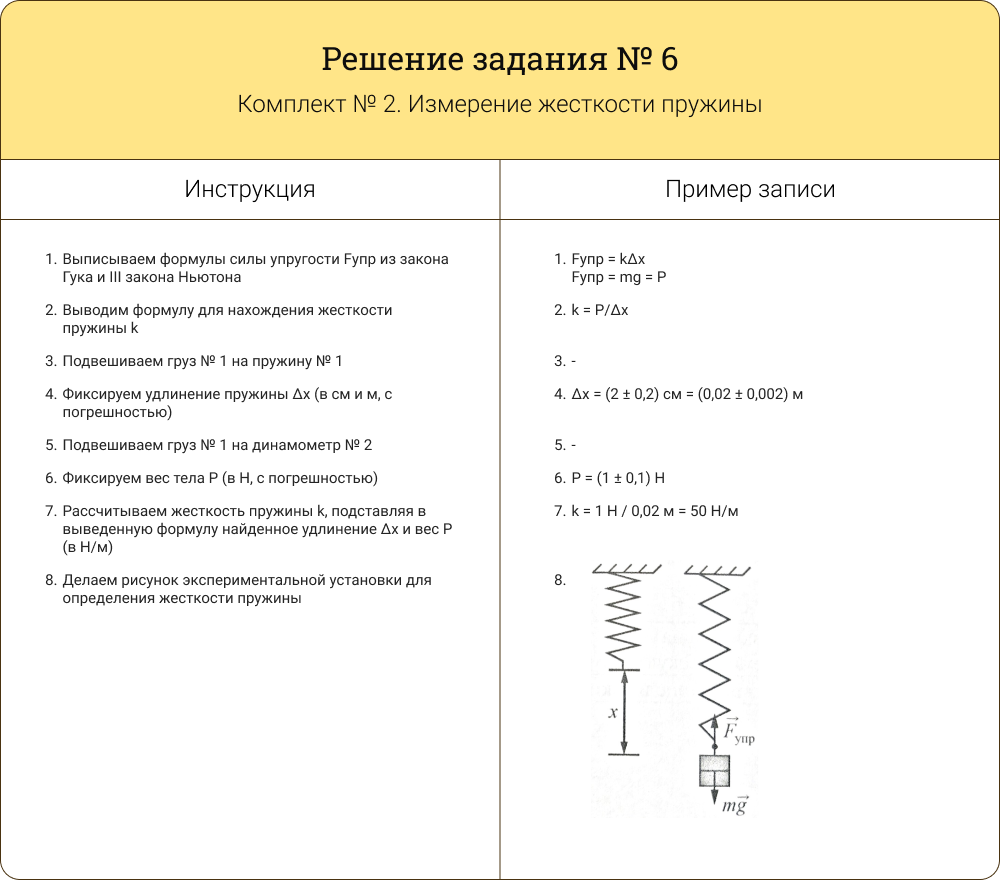 Решение задания № 6
Комплект № 2. Измерение жесткости пружины
Инструкция
Пример записи
1. Выписываем формулы силы упругости Fупр из закона
Гука и III закона Ньютона
2. Выводим формулу для нахождения жесткости
пружины k
3. Подвешиваем груз № 1 на пружину № 1
4. Фиксируем удлинение пружины Δx (в см и м, с
погрешностью)
5. Подвешиваем груз № 1 на динамометр № 2
6. Фиксируем вес тела P (в Н, с погрешностью)
7. Рассчитываем жесткость пружины k, подставляя в
выведенную формулу найденное удлинение Δx и вес P
(в Н/м)
8. Делаем рисунок экспериментальной установки для
определения жесткости пружины
1. Fупр = kΔx
Fупр = mg = P
2. k = P/Δx
3. -
4. Δx = (2 ± 0,2) см = (0,02 ± 0,002) м
5. -
6. P = (1 ± 0,1) Н
7. k = 1 Н / 0,02 м = 50 Н/м
8.
x
F⃗упр
mg⃗